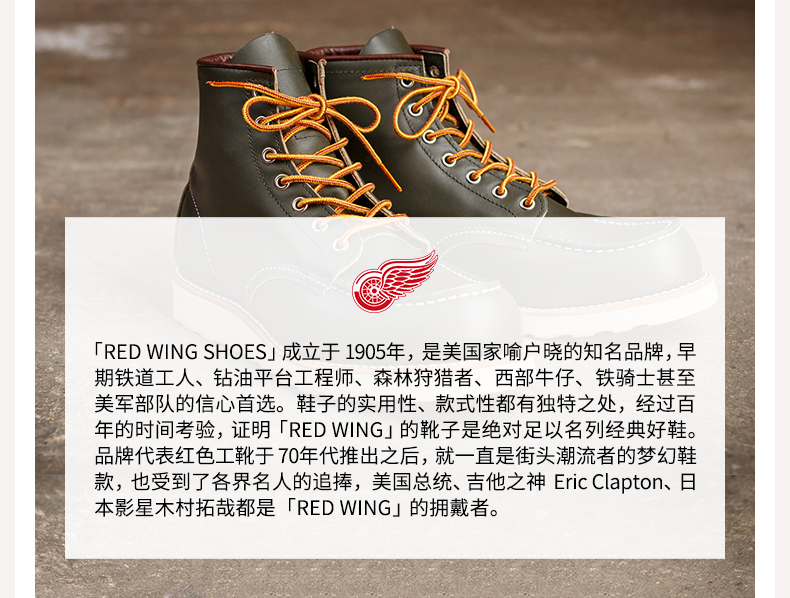 「RED WING SHOES」成立于 1905年，是美国家喻户晓的知名品牌，早
期铁道工人、钻油平台工程师、森林狩猎者、西部牛仔、铁骑士甚至
美军部队的信心首选。鞋子的实用性、款式性都有独特之处，经过百
年的时间考验，证明「RED WING」的靴子是绝对足以名列经典好鞋。
品牌代表红色工靴于 70年代推出之后，就一直是街头潮流者的梦幻鞋
款，也受到了各界名人的追捧，美国总统、吉他之神 Eric Clapton、日
本影星木村拓哉都是「RED WING」的拥戴者。